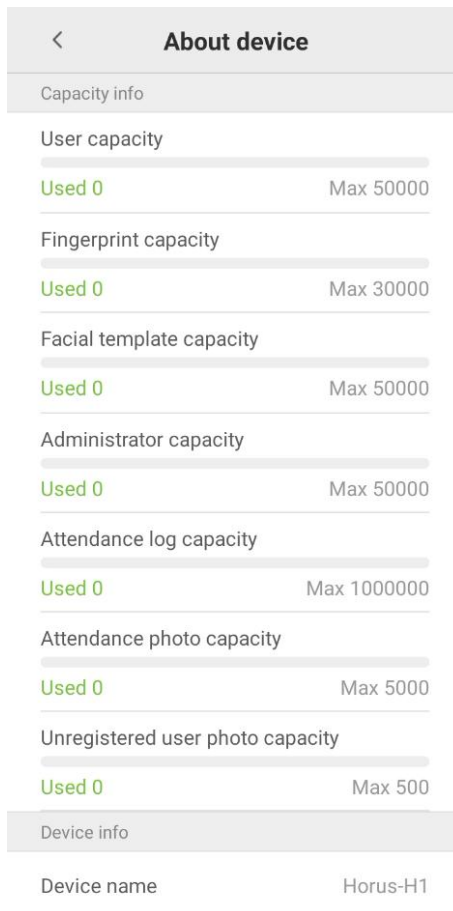 About device
Capacity info
User capacity
Used 0 Max 50000
Fingerprint capacity
Used 0 Max 30000
Facial template capacity
Used 0 Max 50000
Administrator capacity
Used 0 Max 50000
Attendance log capacity
Used 0 Max 1000000
Attendance photo capacity
Used 0 Max 5000
Unregistered user photo capacity
Used 0 Max 500
Device info
Device name Horus-H1